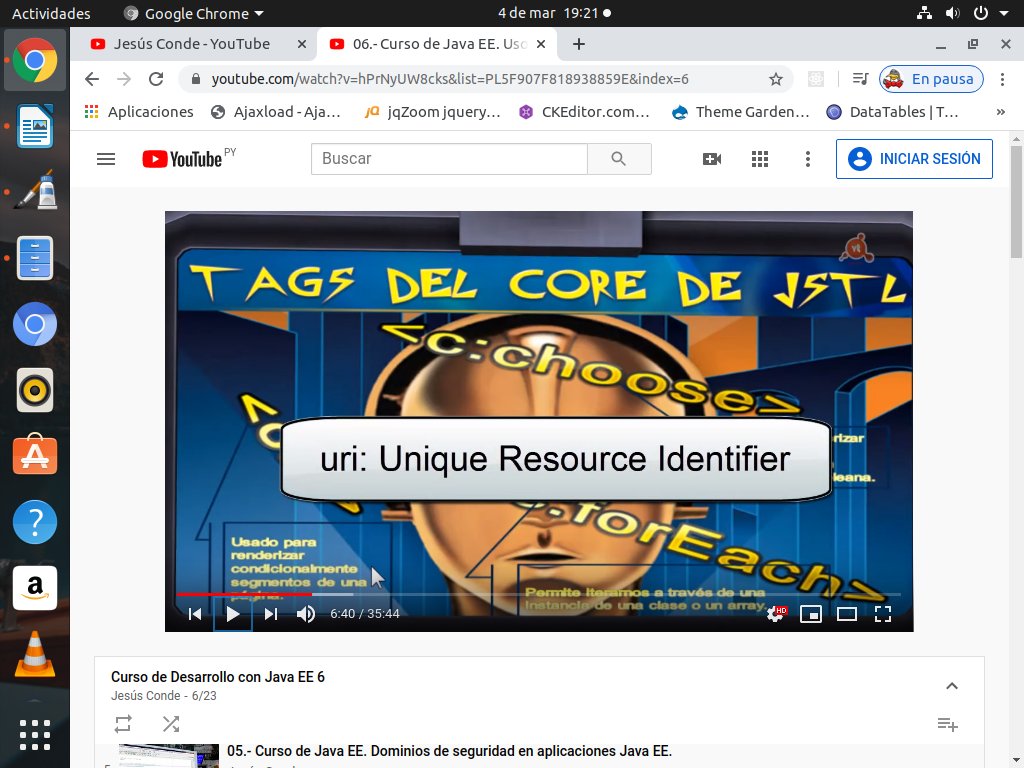 Actividades
Google Chrome
4 de mar 19:21
Jesús Conde - YouTube
06.- Curso de Java EE. Uso
youtube.com/watch?v=hPrNyUW8cks&list=PL5F907F818938859E&index=6
En pausa
Aplicaciones
Ajaxload - Aja...
jQ
jqZoom jquery...
CKEditor.com...
Theme Garden...
DataTables | T...
»
YouTube PY
Buscar
INICIAR SESIÓN
vt
TAGS DEL CORE DE JSTL
<c:choose>
uri: Unique Resource Identifier
leana.
c:forEach>
Usado para
renderizar
condicionalmente
segmentos de una
página.
Permite iteramos a través de una
instancia de una clase o un array.
6:40 / 35:44
HD
Curso de Desarrollo con Java EE 6
Jesús Conde - 6/23
05.- Curso de Java EE. Dominios de seguridad en aplicaciones Java EE.